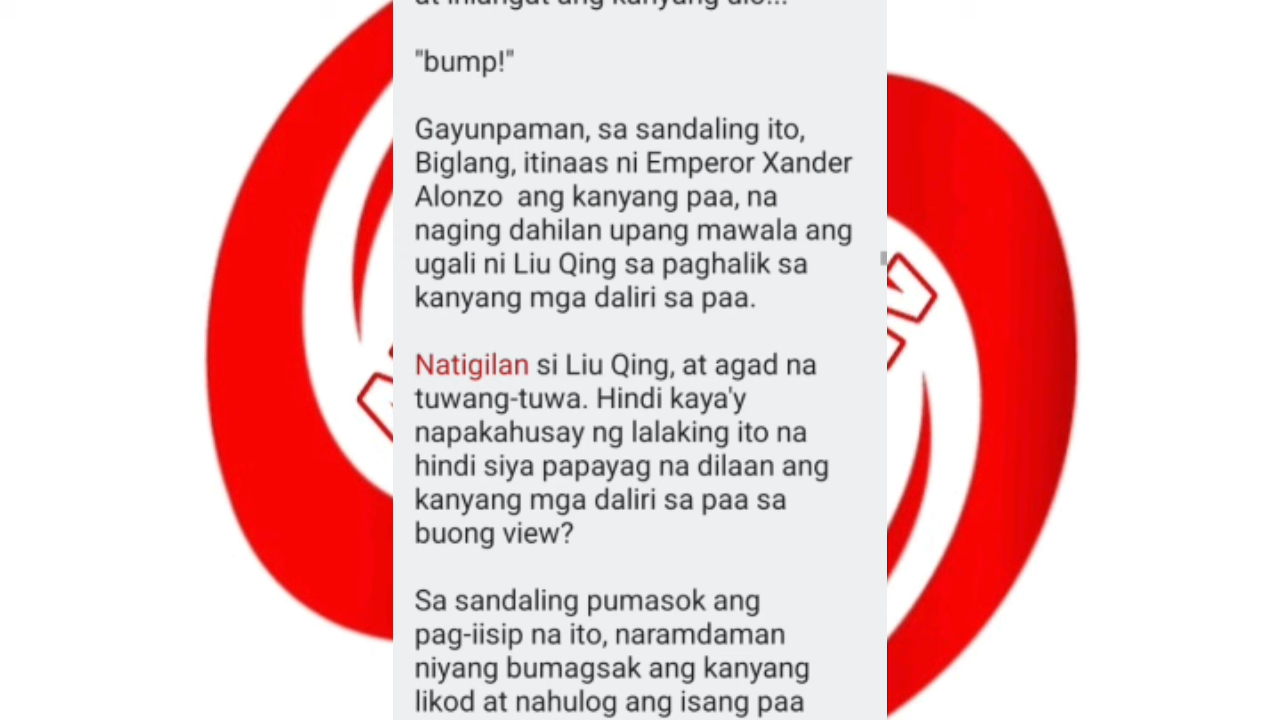 "bump!"
Gayunpaman, sa sandaling ito,
Biglang, itinaas ni Emperor Xander
Alonzo ang kanyang paa, na
naging dahilan upang mawala ang
ugali ni Liu Qing sa paghalik sa
kanyang mga daliri sa paa.
Natigilan si Liu Qing, at agad na
tuwang-tuwa. Hindi kaya'y
napakahusay ng lalaking ito na
hindi siya papayag na dilaan ang
kanyang mga daliri sa paa sa
buong view?
Sa sandaling pumasok ang
pag-iisip na ito, naramdaman
niyang bumagsak ang kanyang
likod at nahulog ang isang paa